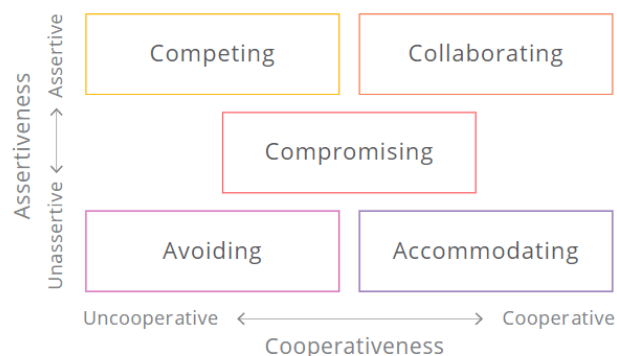 Competing
Collaborating
Compromising
Avoiding
Accommodating
Assertiveness
Assertive
Unassertive
Uncooperative
Cooperative
Cooperativeness